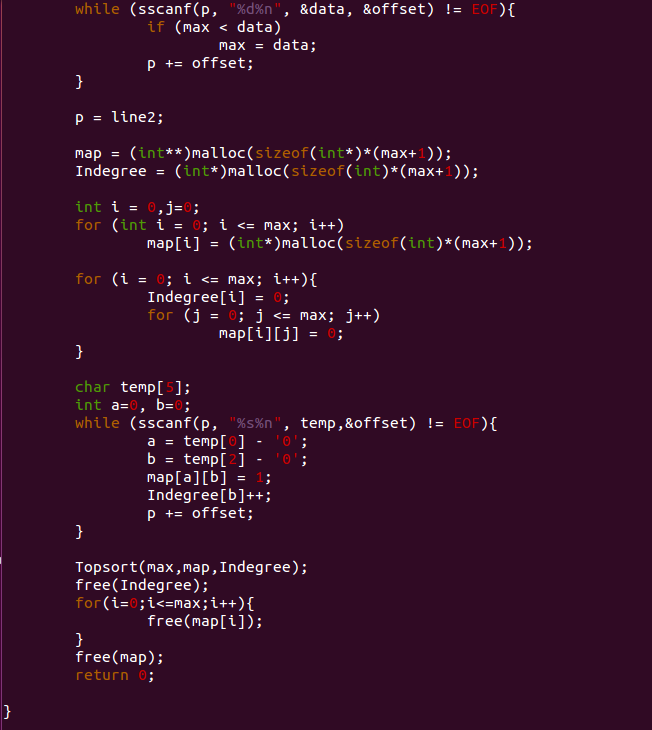 while (sscanf(p, "%d%n", &data, &offset) != EOF){
if (max < data)
max = data;
p += offset;
}
p = line2;
map = (int**)malloc(sizeof(int*)*(max+1));
Indegree = (int*)malloc(sizeof(int)*(max+1));
int i = 0,j=0;
for (int i = 0; i <= max; i++)
map[i] = (int*)malloc(sizeof(int)*(max+1));
for (i = 0; i <= max; i++){
Indegree[i] = 0;
for (j = 0; j <= max; j++)
map[i][j] = 0;
}
char temp[5];
int a=0, b=0;
while (sscanf(p, "%s%n", temp,&offset) != EOF){
a = temp[0] - '0';
b = temp[2] - '0';
map[a][b] = 1;
Indegree[b]++;
p += offset;
}
Topsort(max,map,Indegree);
free(Indegree);
for(i=0;i<=max;i++){
free(map[i]);
}
free(map);
return 0;
}